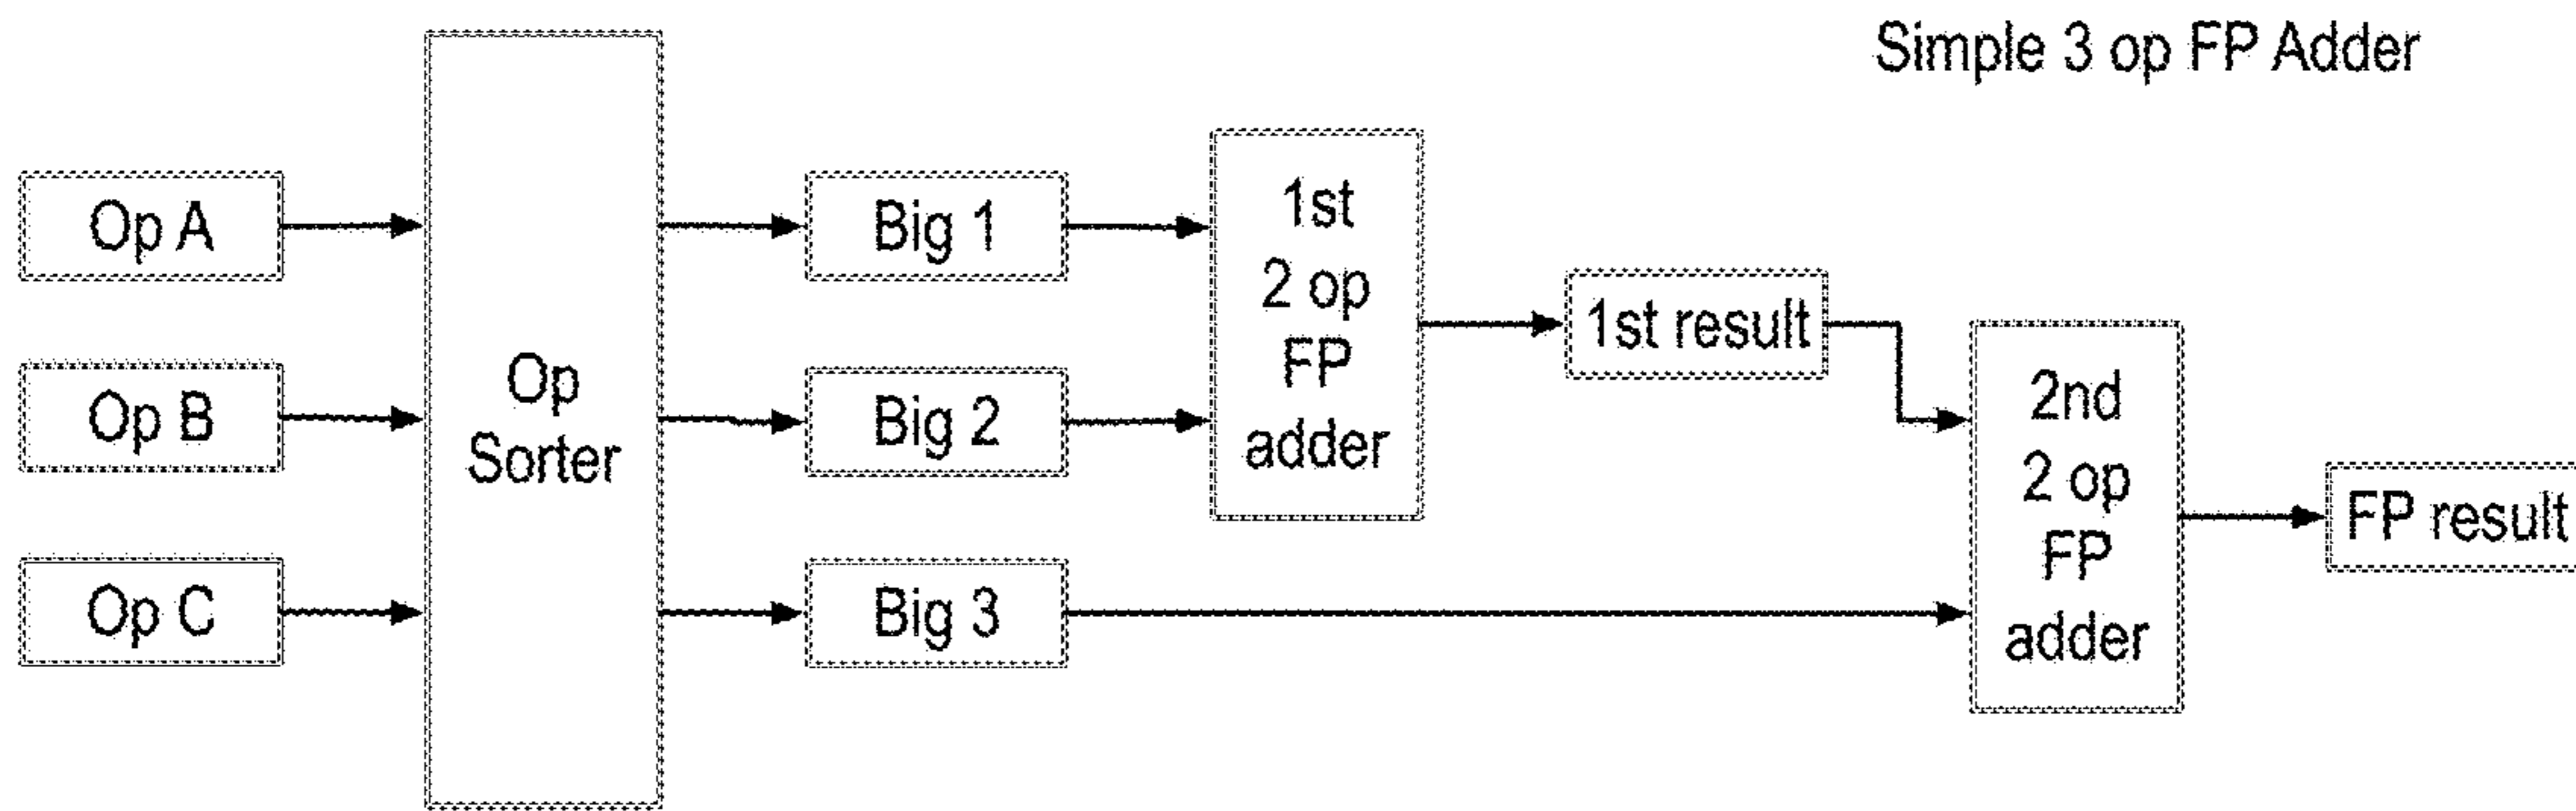 Simple 3 op FP Adder
Op A
Op B
Op C
Op
Sorter
Big 1
Big 2
Big 3
1st
2 op
FP
adder
1st result
2nd
2 op
FP
adder
FP result